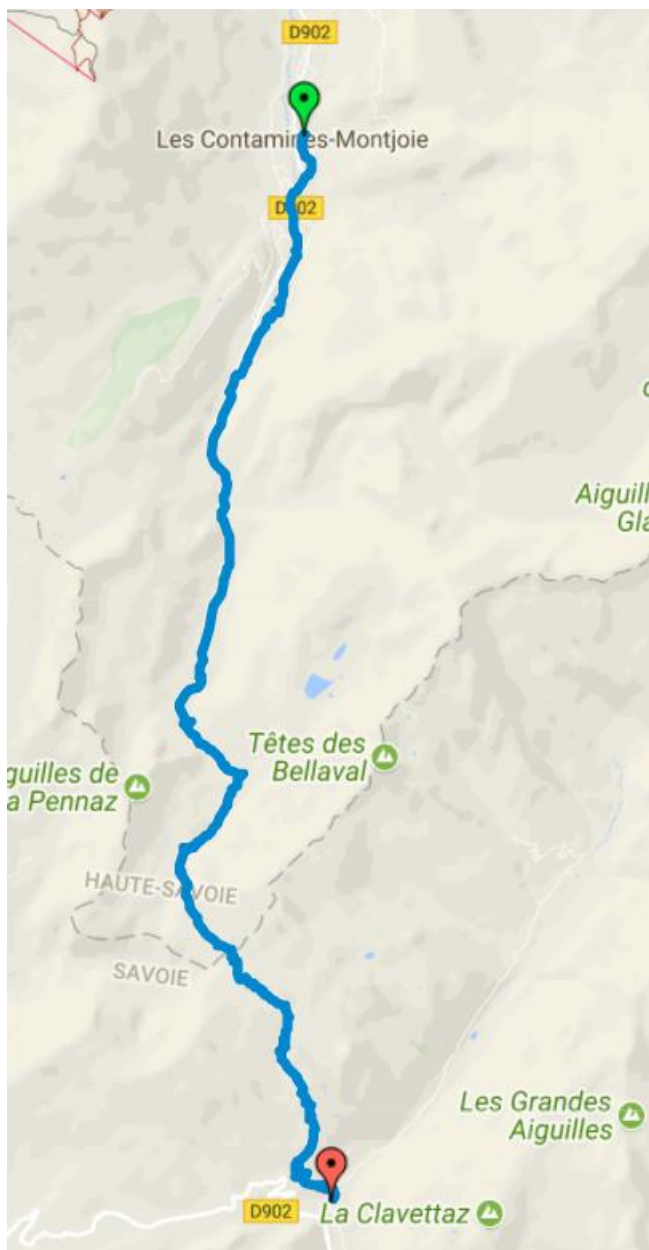 D902
Les Contamines-Montjoie
D902
Aiguill
Gla
Têtes des
Bellaval
guilles de
a Pennaz
HAUTE-SAVOIE
SAVOIE
Les Grandes
Aiguilles
D902
La Clavettaz